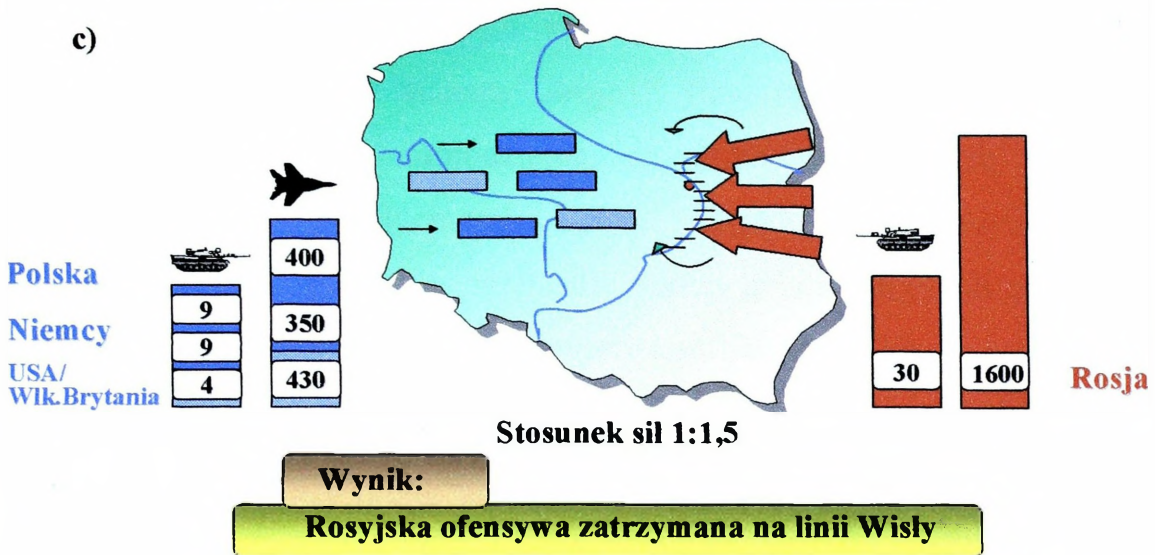 c)
Polska
Niemcy
USA/
Wlk.Brytania
9
9
4
400
350
430
30
1600
Rosja
Stosunek sił 1:1,5
Wynik:
Rosyjska ofensywa zatrzymana na linii Wisły